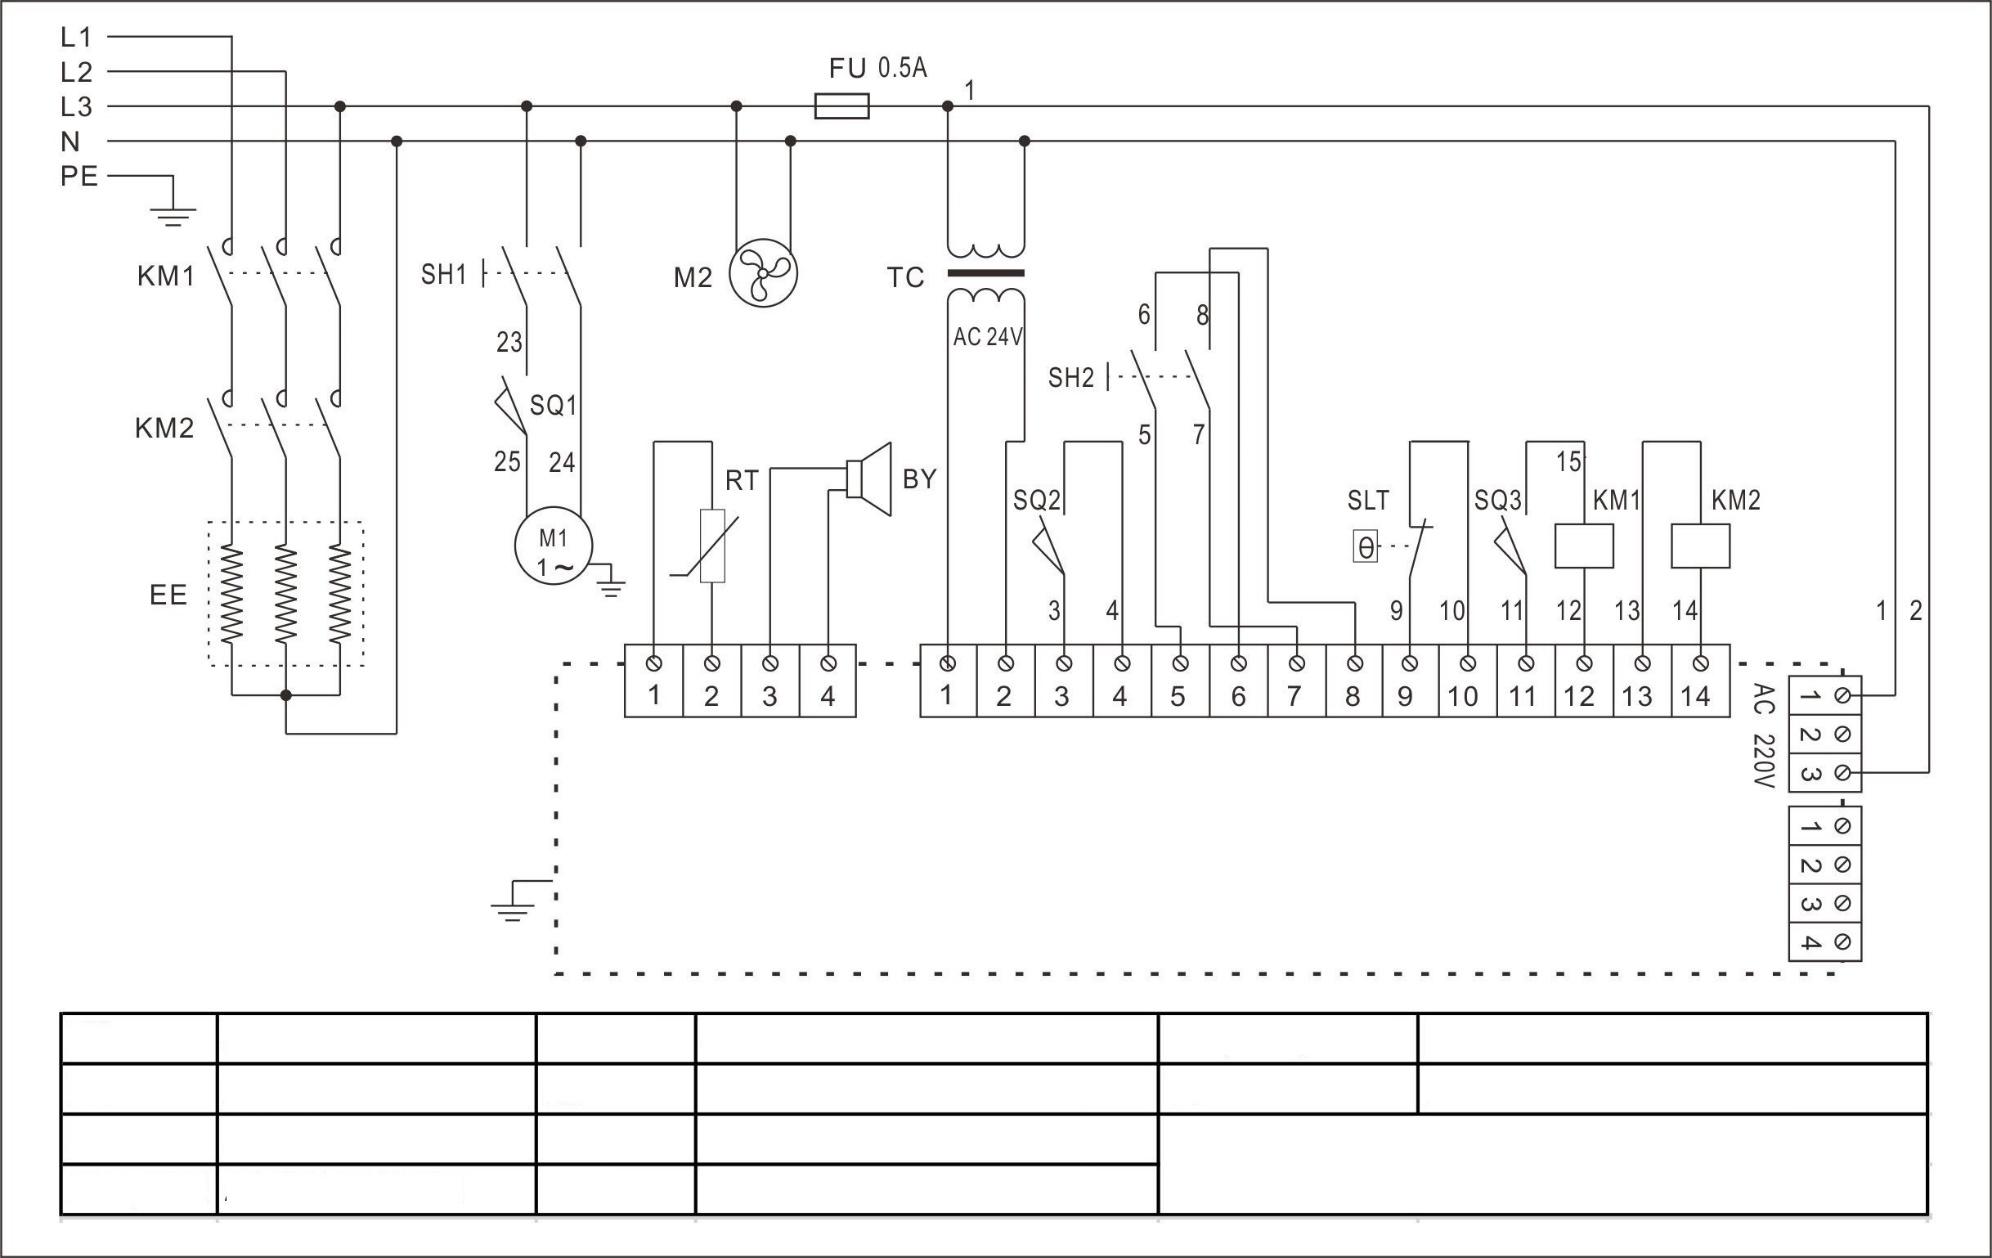 L1
L2
L3
N
PE
FU 0.5A
1
KM1
SH1
M2
TC
AC 24V
6
8
23
SH2
SQ1
KM2
5
7
25
24
15
RT
BY
SQ2
SLT
SQ3
KM1
KM2
M1
1~
θ
EE
3
4
9
10
11
12
13
14
1
2
1 2 3 4
1 2 3 4 5 6 7 8 9 10 11 12 13 14
AC 220V
1
2
3
1
2
3
4